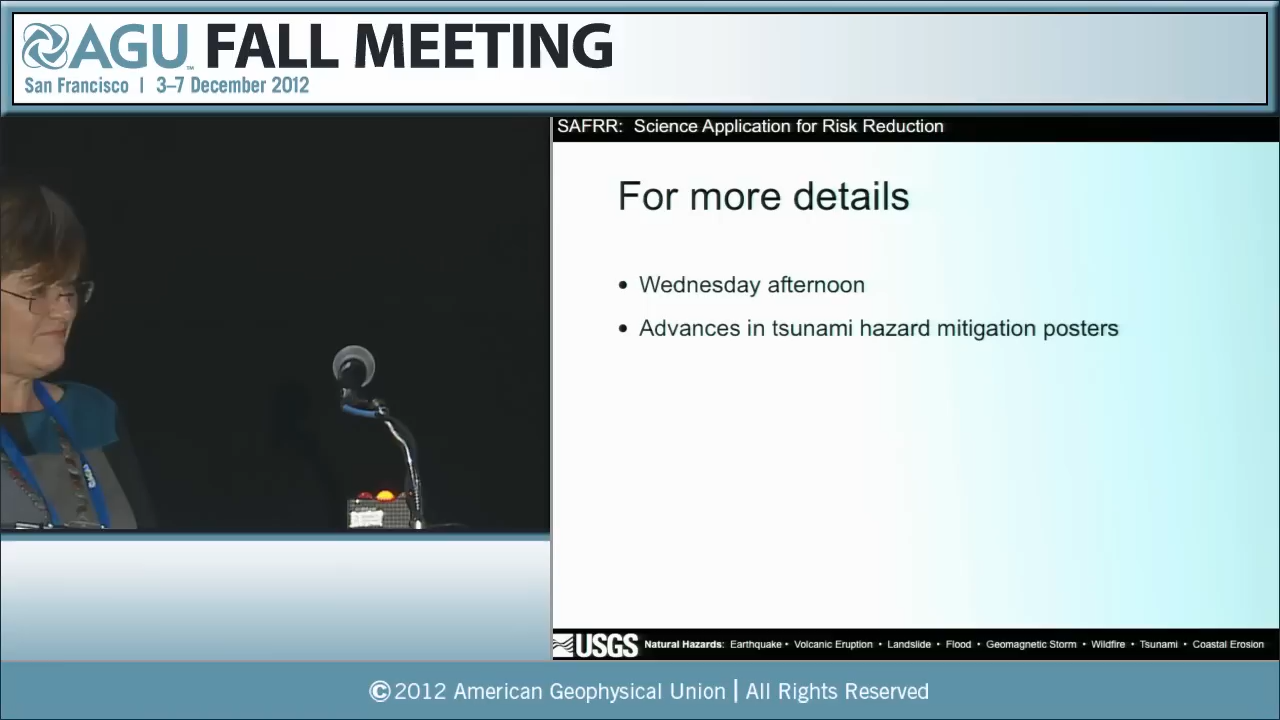 AGU™ FALL MEETING
San Francisco | 3–7 December 2012
SAFRR: Science Application for Risk Reduction
For more details
• Wednesday afternoon
• Advances in tsunami hazard mitigation posters
USGS Natural Hazards: Earthquake • Volcanic Eruption • Landslide • Flood • Geomagnetic Storm • Wildfire • Tsunami • Coastal Erosion
©2012 American Geophysical Union | All Rights Reserved